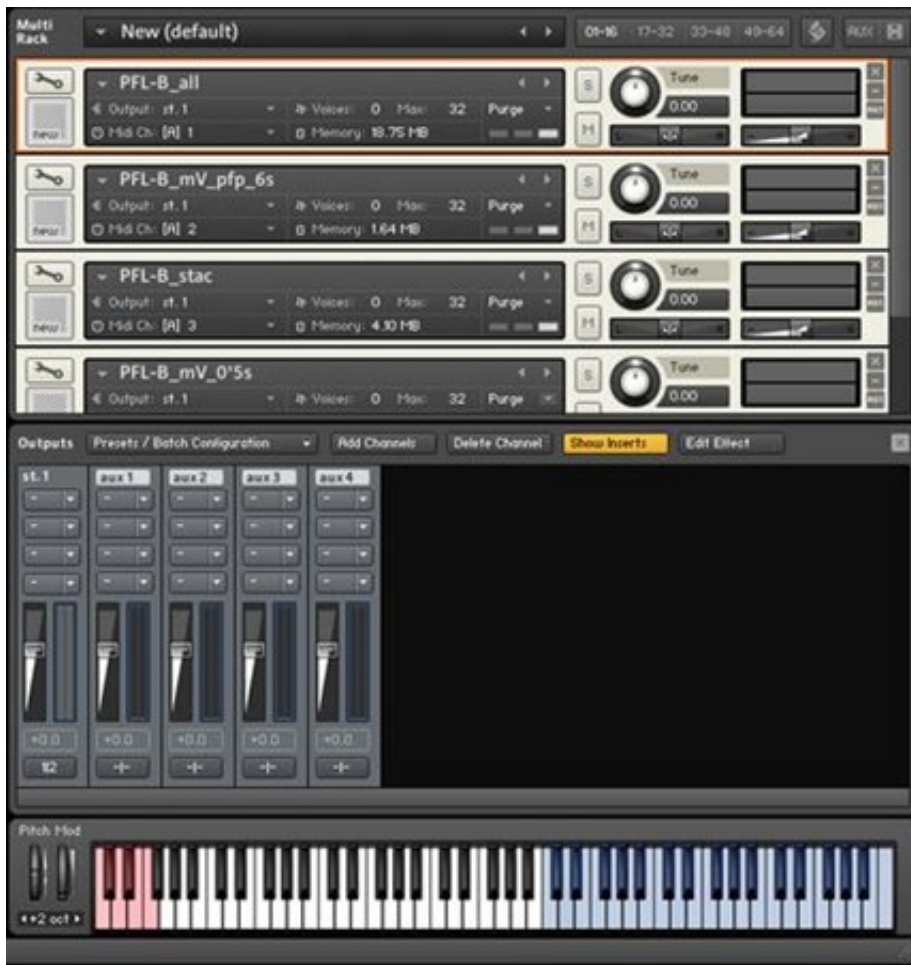 Multi Rack New (default) 01-16 17-32 33-48 49-64 AUX
PFL-B_all S Tune
Output: st. 1 Voices: 0 Max: 32 Purge 0.00
new Midi Ch: [A] 1 Memory: 18.75 MB M L R
PFL-B_mV_pfp_6s S Tune
Output: st. 1 Voices: 0 Max: 32 Purge 0.00
new Midi Ch: [A] 2 Memory: 1.64 MB M L R
PFL-B_stac S Tune
Output: st. 1 Voices: 0 Max: 32 Purge 0.00
new Midi Ch: [A] 3 Memory: 4.10 MB M L R
PFL-B_mV_0'5s S Tune
Output: st. 1 Voices: 0 Max: 32 Purge 0.00
Outputs Presets / Batch Configuration Add Channels Delete Channel Show Inserts Edit Effect
st. 1 aux 1 aux 2 aux 3 aux 4
+0.0 +0.0 +0.0 +0.0 +0.0
Pitch Mod
+2 oct